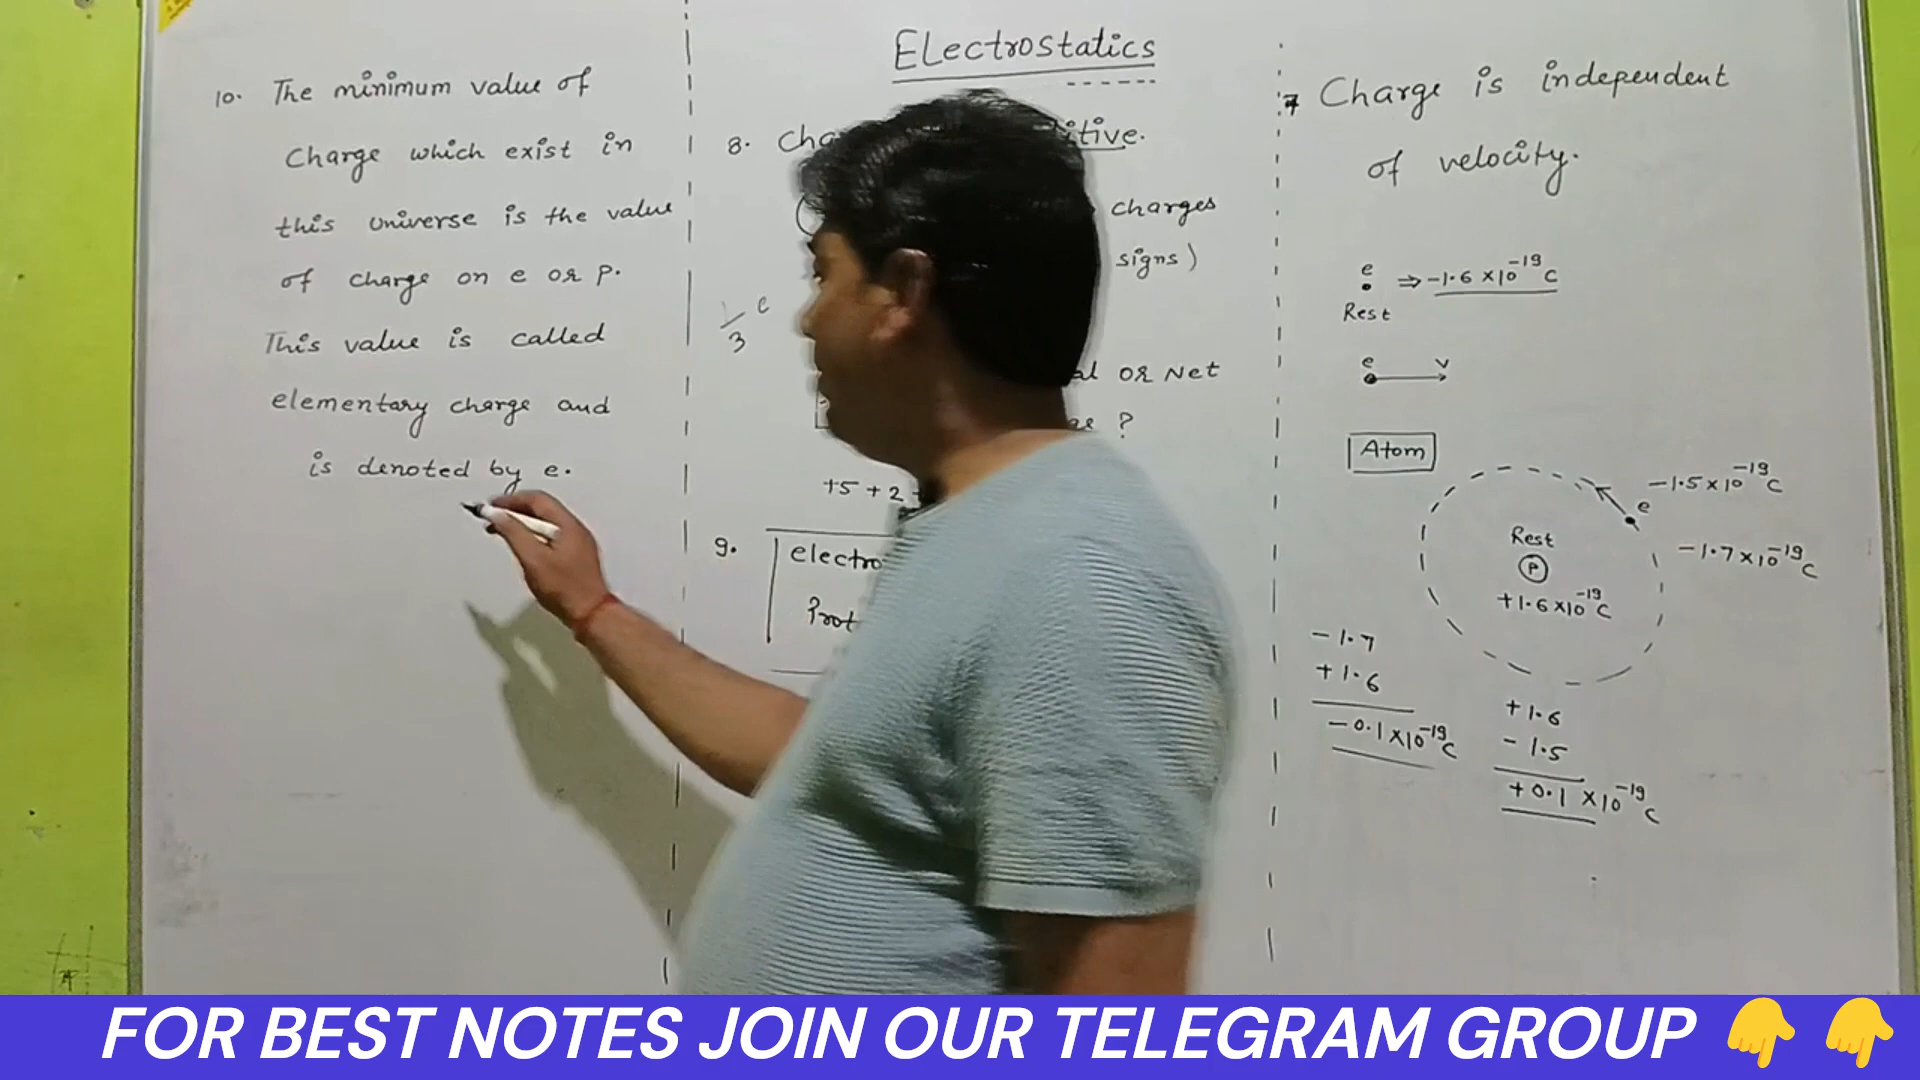 Electrostatics
10. The minimum value of
charge which exist in
this universe is the value
of charge on e or p.
This value is called
elementary charge and
is denoted by e.
8. itive.
charges
signs)
1/3 e
or Net
?
+5 +2
9. electro
Prot
7 Charge is independent
of velocity.
e ⇒ -1.6 ×10⁻¹⁹ C
Rest
e v
Atom
-1.5×10⁻¹⁹ C
e
Rest
P
+1.6×10⁻¹⁹ C
-1.7×10⁻¹⁹ C
-1.7
+1.6
-0.1×10⁻¹⁹ C
+1.6
-1.5
+0.1 ×10⁻¹⁹ C
FOR BEST NOTES JOIN OUR TELEGRAM GROUP 👇 👇